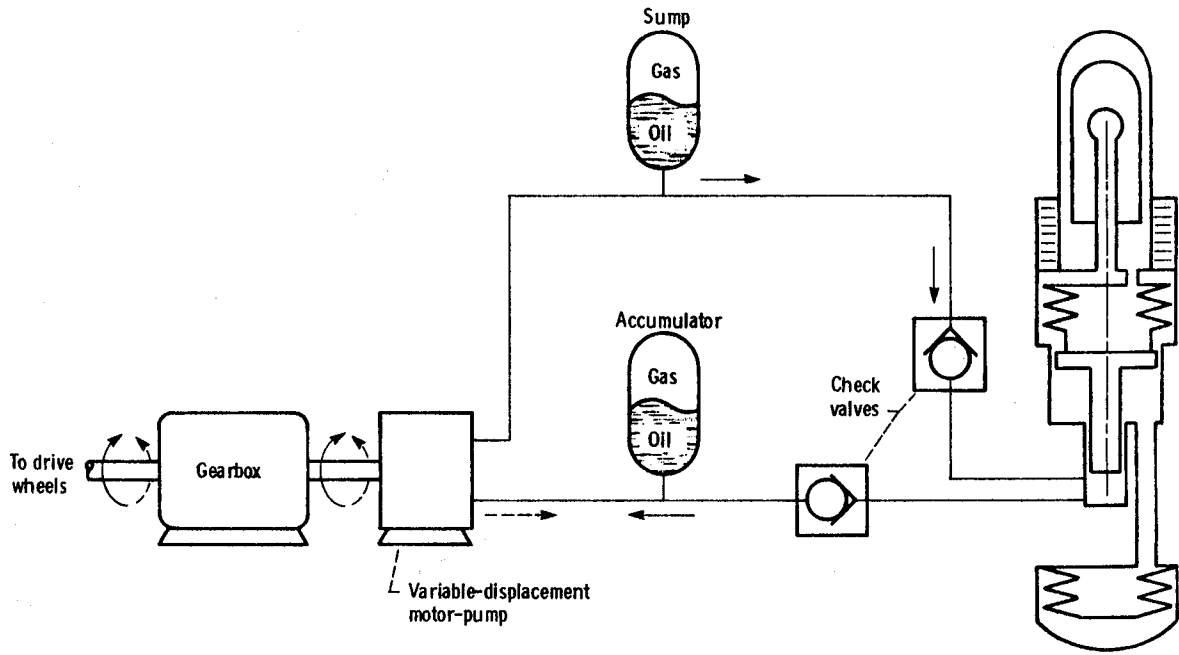 Sump
Gas
Oil
Accumulator
Gas
Oil
Check
valves
To drive
wheels
Gearbox
Variable-displacement
motor-pump